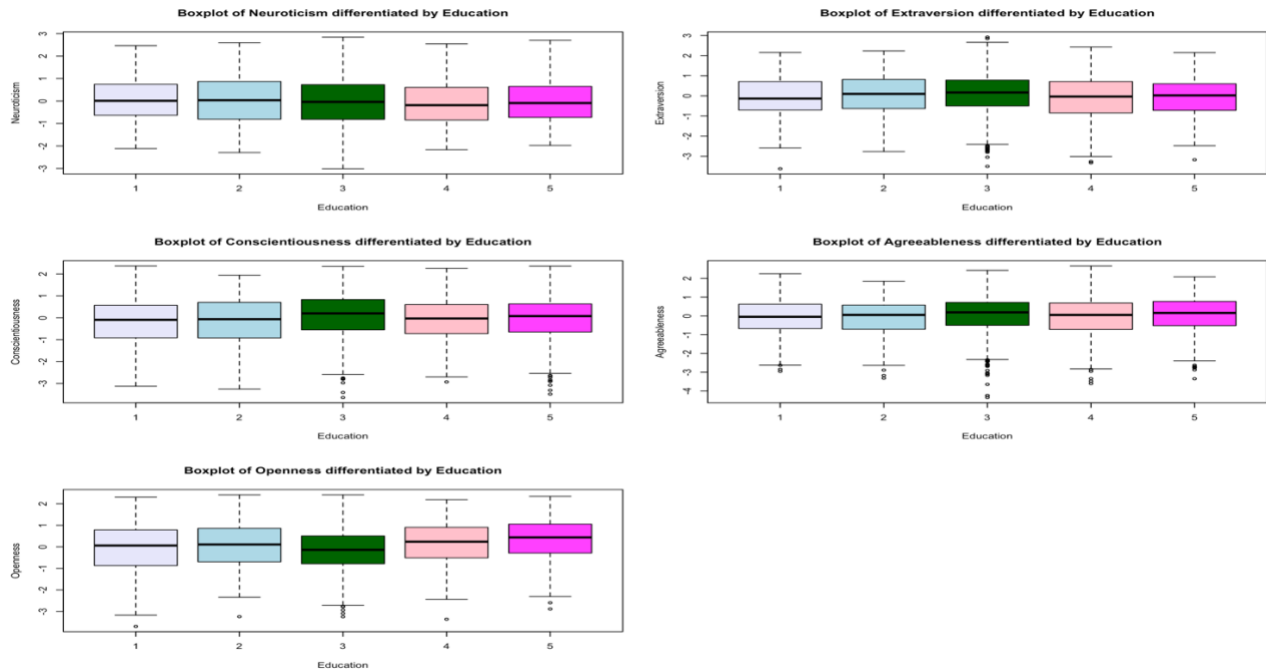 Boxplot of Neuroticism differentiated by Education
Neuroticism
3
2
1
0
-1
-2
-3
1 2 3 4 5
Education
Boxplot of Extraversion differentiated by Education
Extraversion
3
2
1
0
-1
-2
-3
1 2 3 4 5
Education
Boxplot of Conscientiousness differentiated by Education
Conscientiousness
2
1
0
-1
-2
-3
1 2 3 4 5
Education
Boxplot of Agreeableness differentiated by Education
Agreeableness
2
1
0
-1
-2
-3
-4
1 2 3 4 5
Education
Boxplot of Openness differentiated by Education
Openness
2
1
0
-1
-2
-3
1 2 3 4 5
Education